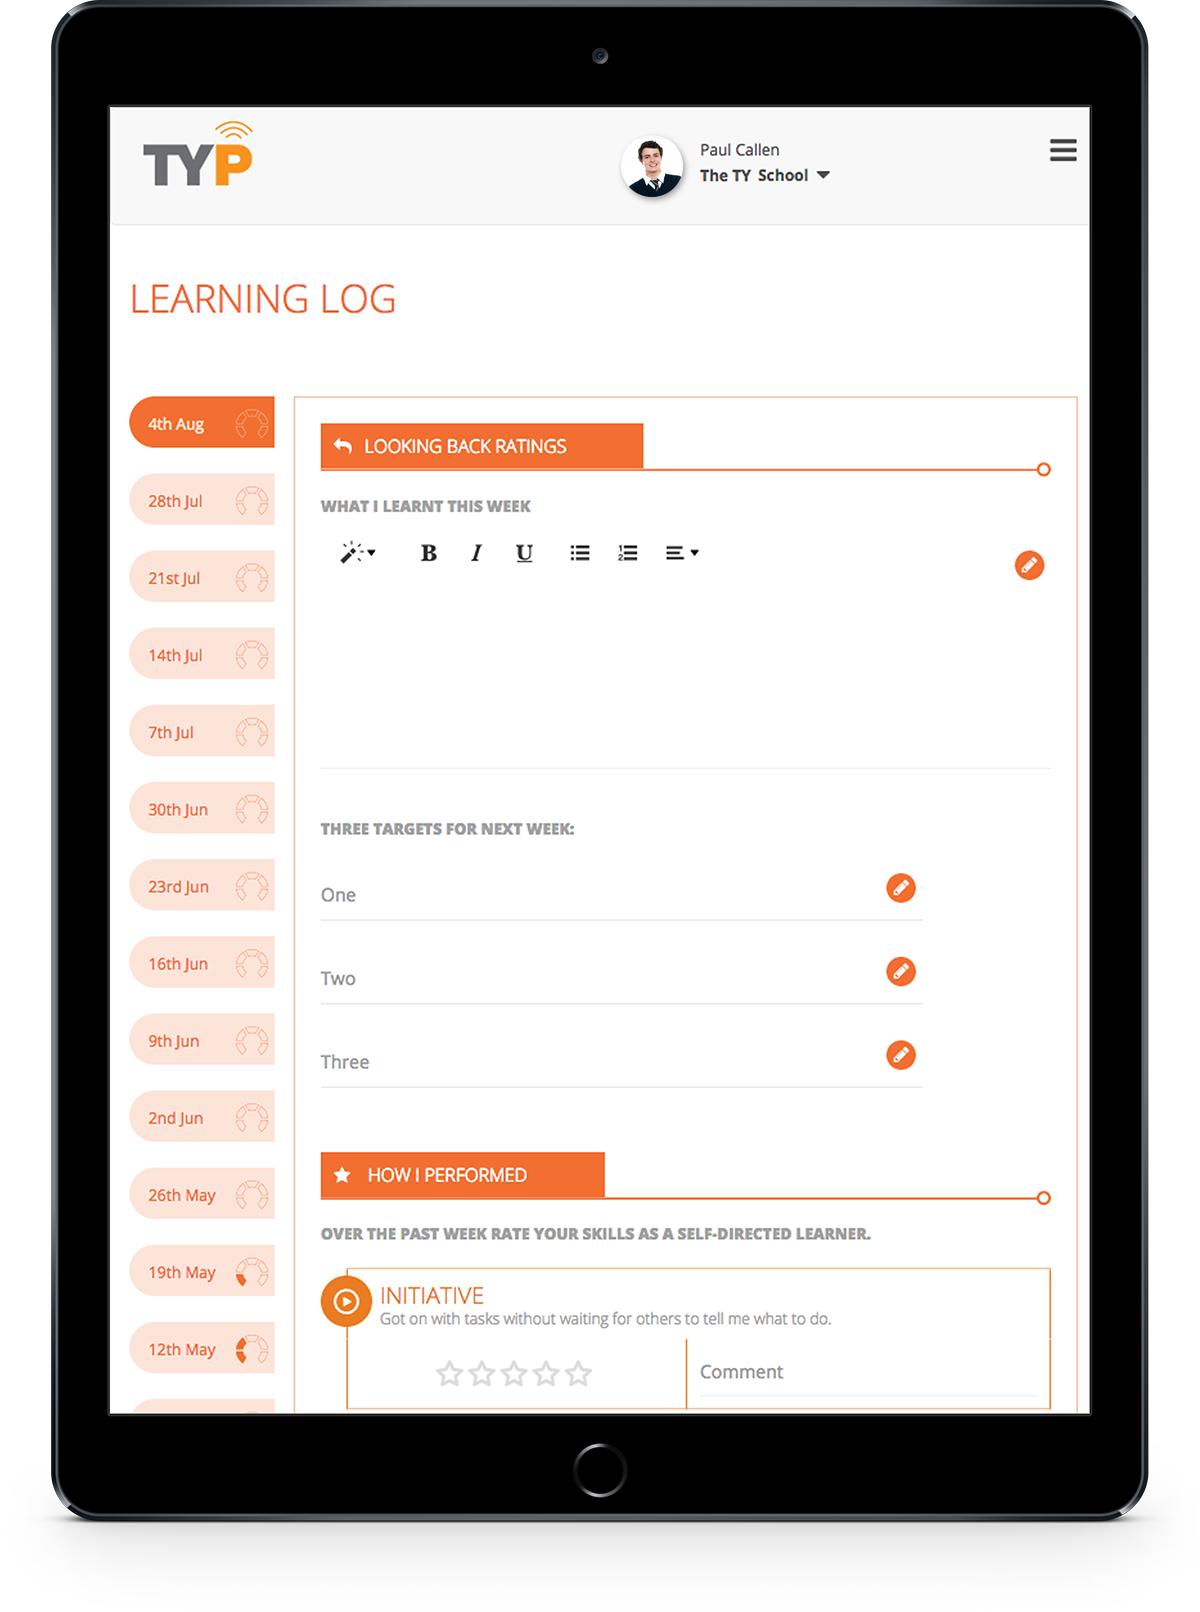 TYP
Paul Callen
The TY School
LEARNING LOG
4th Aug
28th Jul
21st Jul
14th Jul
7th Jul
30th Jun
23rd Jun
16th Jun
9th Jun
2nd Jun
26th May
19th May
12th May
LOOKING BACK RATINGS
WHAT I LEARNT THIS WEEK
B I U
THREE TARGETS FOR NEXT WEEK:
One
Two
Three
HOW I PERFORMED
OVER THE PAST WEEK RATE YOUR SKILLS AS A SELF-DIRECTED LEARNER.
INITIATIVE
Got on with tasks without waiting for others to tell me what to do.
Comment